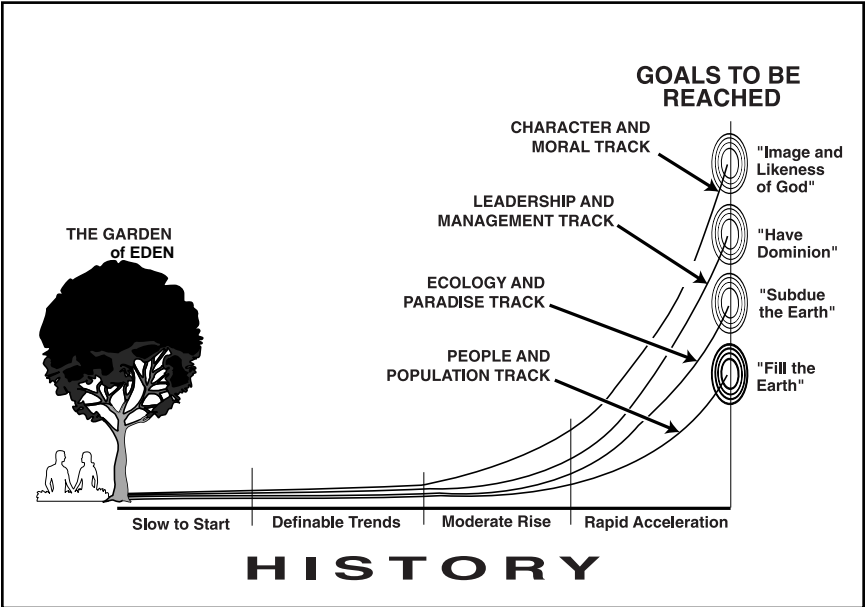 GOALS TO BE
REACHED
CHARACTER AND
MORAL TRACK
"Image and
Likeness
of God"
LEADERSHIP AND
MANAGEMENT TRACK
"Have
Dominion"
THE GARDEN
of EDEN
ECOLOGY AND
PARADISE TRACK
"Subdue
the Earth"
PEOPLE AND
POPULATION TRACK
"Fill the
Earth"
Slow to Start
Definable Trends
Moderate Rise
Rapid Acceleration
HISTORY